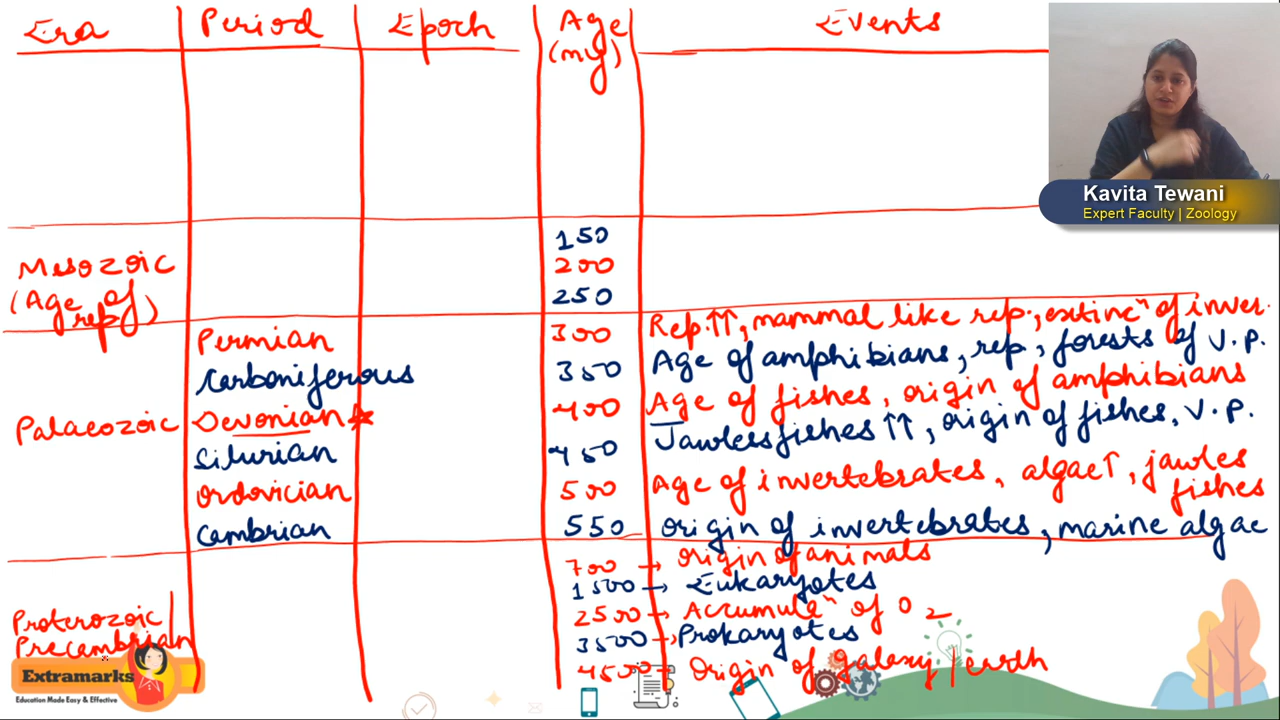 Era Period Epoch Age (my) Events
Kavita Tewani
Expert Faculty | Zoology
150
Mesozoic 200
(Age of rep) 250
Permian 300 Rep.↑↑, mammal like rep., extincⁿ of inver.
Carboniferous 350 Age of amphibians, rep, forests of V.P.
Devonian * 400 Age of fishes, origin of amphibians
Palaeozoic
Silurian 450 Jawless fishes ↑↑, origin of fishes, V.P.
Ordovician 500 Age of invertebrates, algae↑, jawles fishes
Cambrian 550 Origin of invertebrates, marine algae
700 → Origin of animals
1500 → Eukaryotes
Proterozoic 2500 → Accumulaⁿ of O2
Precambrian 3500 → Prokaryotes
4500 → Origin of galaxy/earth
Extramarks
Education Made Easy & Effective